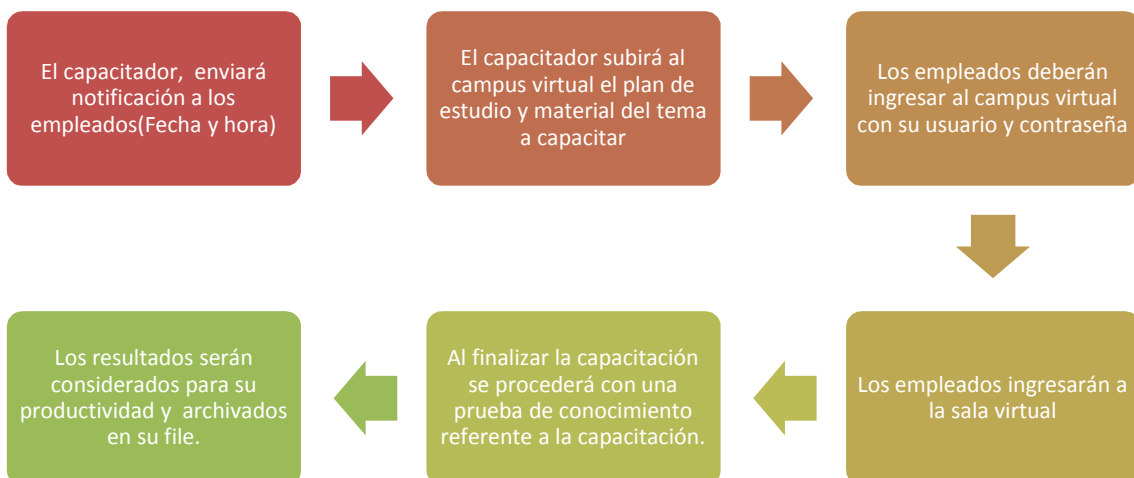 El capacitador, enviará
notificación a los
empleados(Fecha y hora)
El capacitador subirá al
campus virtual el plan de
estudio y material del tema
a capacitar
Los empleados deberán
ingresar al campus virtual
con su usuario y contraseña
Los empleados ingresarán a
la sala virtual
Al finalizar la capacitación
se procederá con una
prueba de conocimiento
referente a la capacitación.
Los resultados serán
considerados para su
productividad y archivados
en su file.